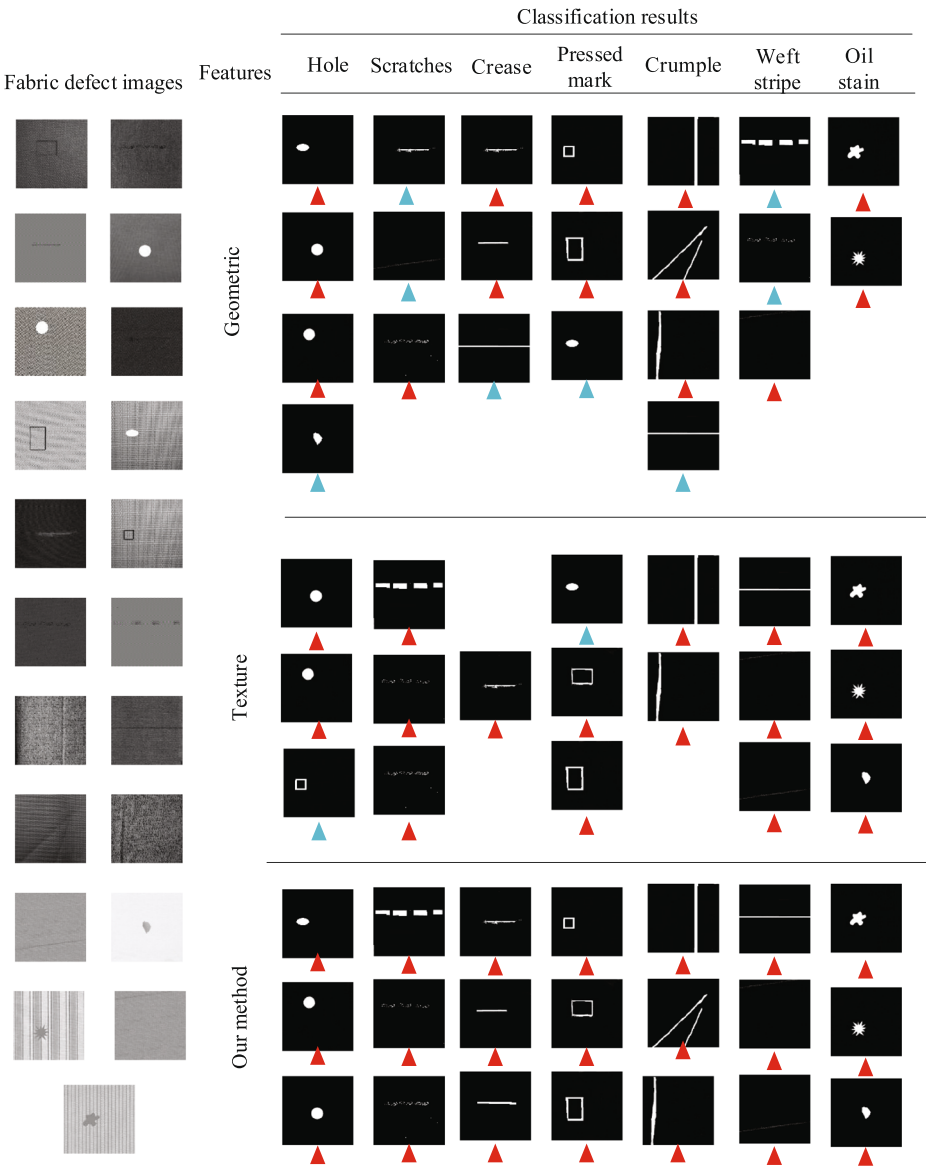 Classification results
Fabric defect images
Features
Hole
Scratches
Crease
Pressed
mark
Crumple
Weft
stripe
Oil
stain
Geometric
Texture
Our method